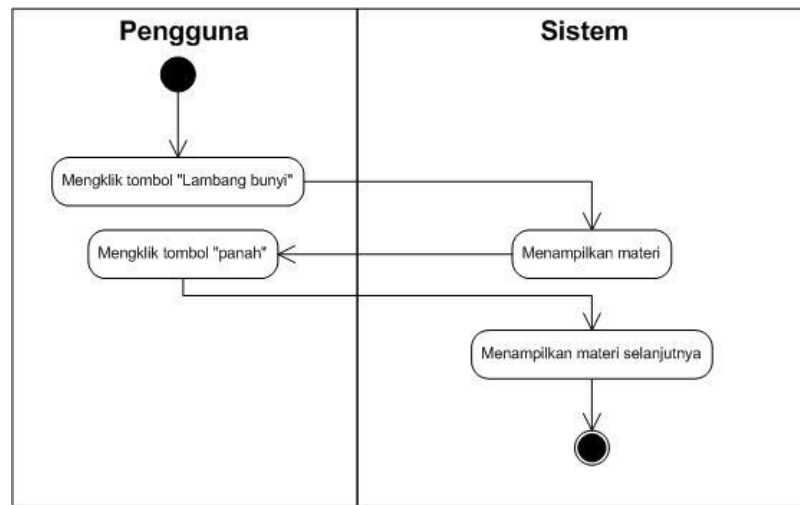 Pengguna
Sistem
Mengklik tombol "Lambang bunyi"
Menampilkan materi
Mengklik tombol "panah"
Menampilkan materi selanjutnya